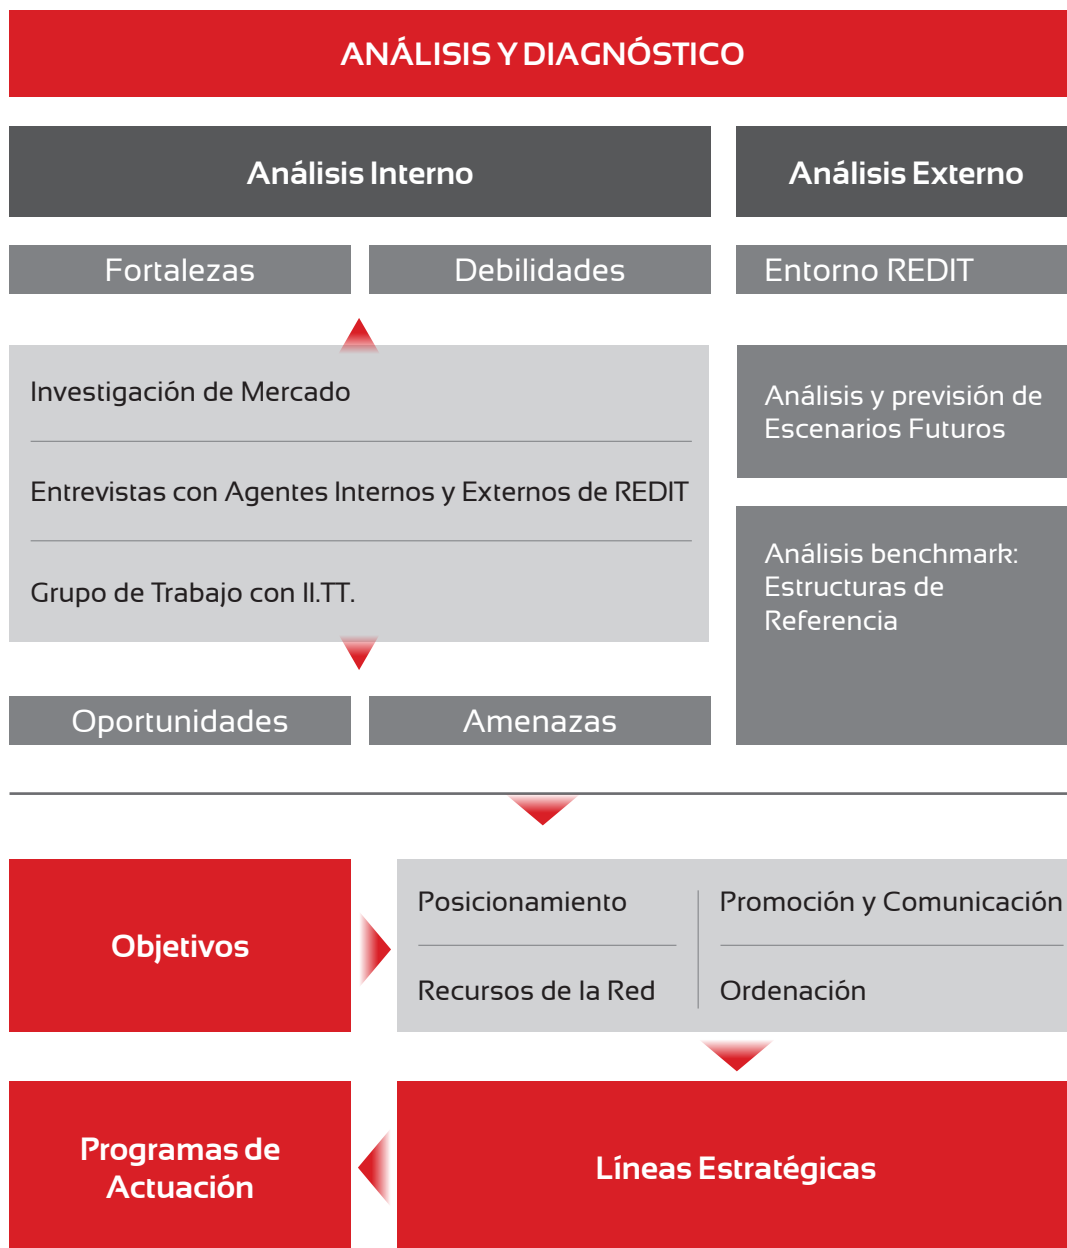 ANÁLISIS Y DIAGNÓSTICO
Análisis Interno
Análisis Externo
Fortalezas
Debilidades
Entorno REDIT
Investigación de Mercado
Entrevistas con Agentes Internos y Externos de REDIT
Grupo de Trabajo con II.TT.
Análisis y previsión de
Escenarios Futuros
Análisis benchmark:
Estructuras de
Referencia
Oportunidades
Amenazas
Objetivos
Posicionamiento
Promoción y Comunicación
Recursos de la Red
Ordenación
Programas de
Actuación
Líneas Estratégicas